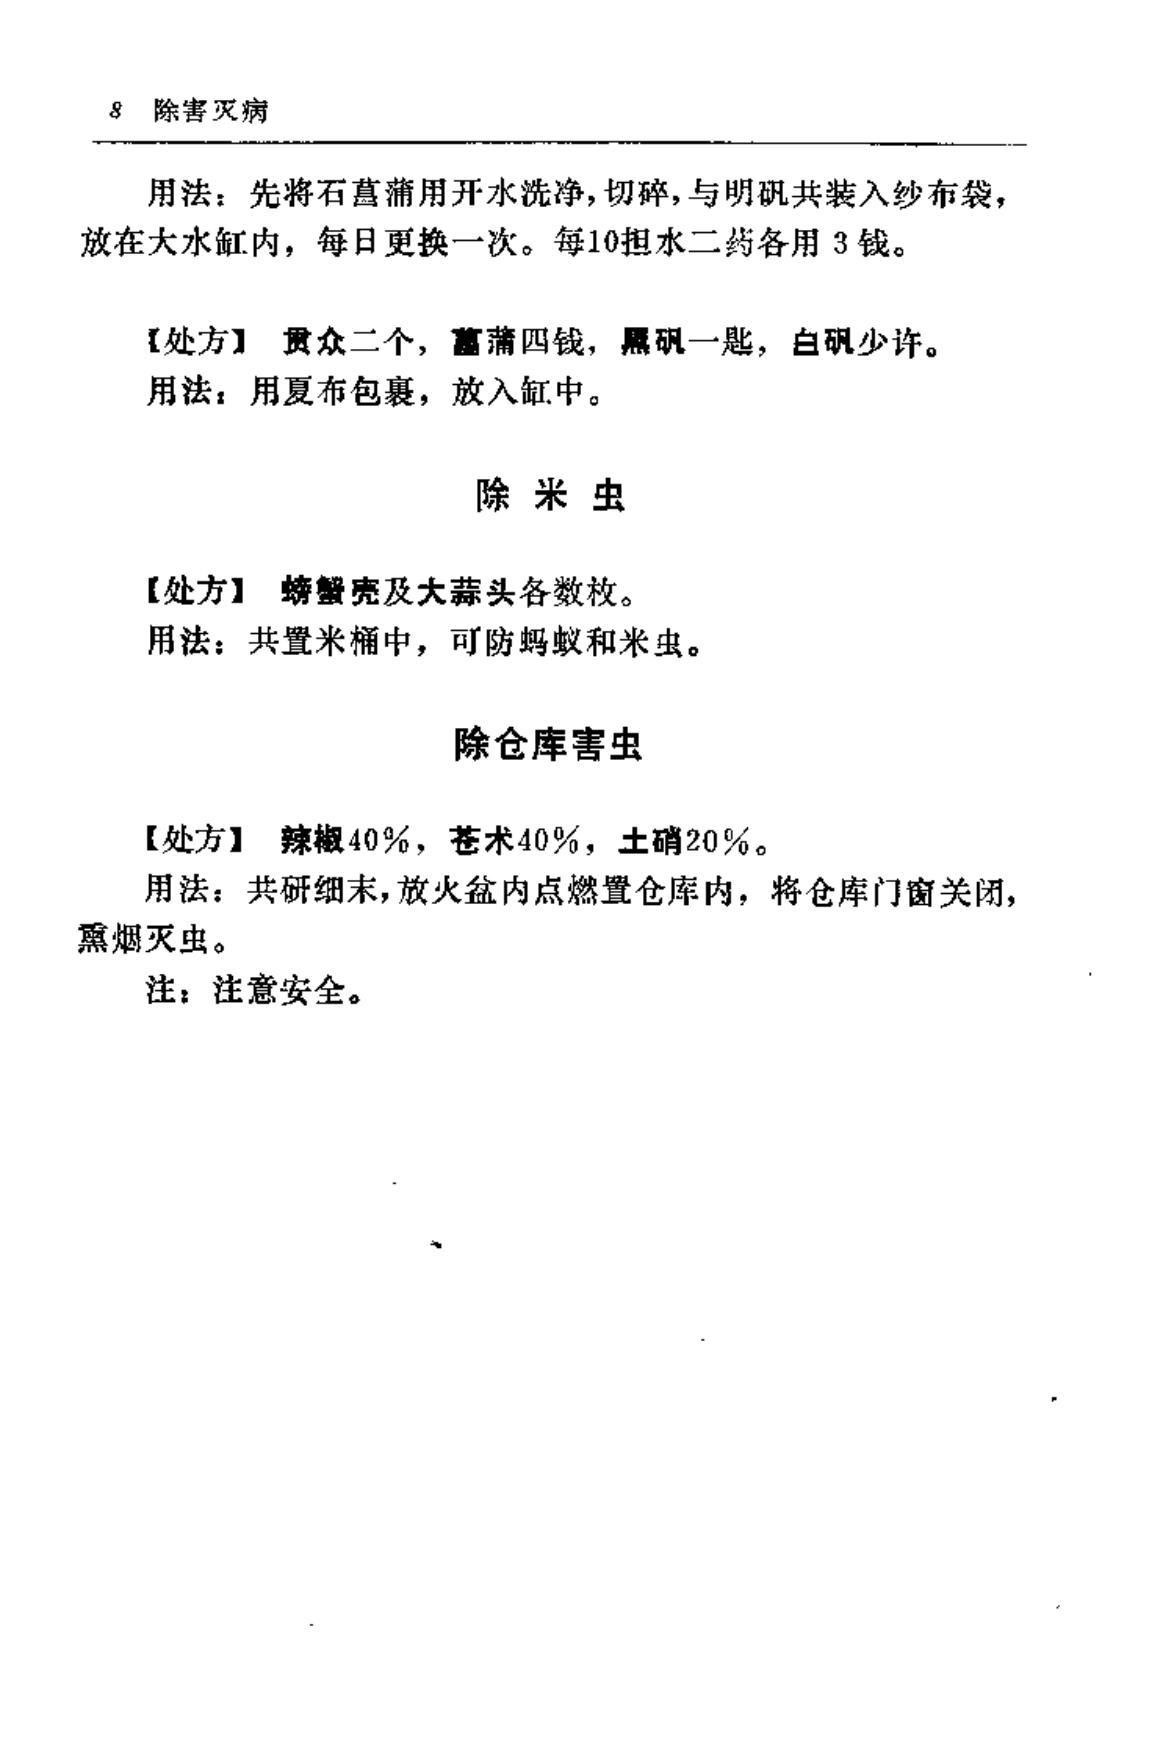 8 除害灭病
用法：先将石菖蒲用开水洗净，切碎，与明矾共装入纱布袋，
放在大水缸内，每日更换一次。每10担水二药各用3钱。
【处方】 贯众二个，菖蒲四钱，黑矾一匙，白矾少许。
用法：用夏布包裹，放入缸中。
除米虫
【处方】 螃蟹壳及大蒜头各数枚。
用法：共置米桶中，可防蚂蚁和米虫。
除仓库害虫
【处方】 辣椒40%，苍术40%，土硝20%。
用法：共研细末，放火盆内点燃置仓库内，将仓库门窗关闭，
熏烟灭虫。
注：注意安全。